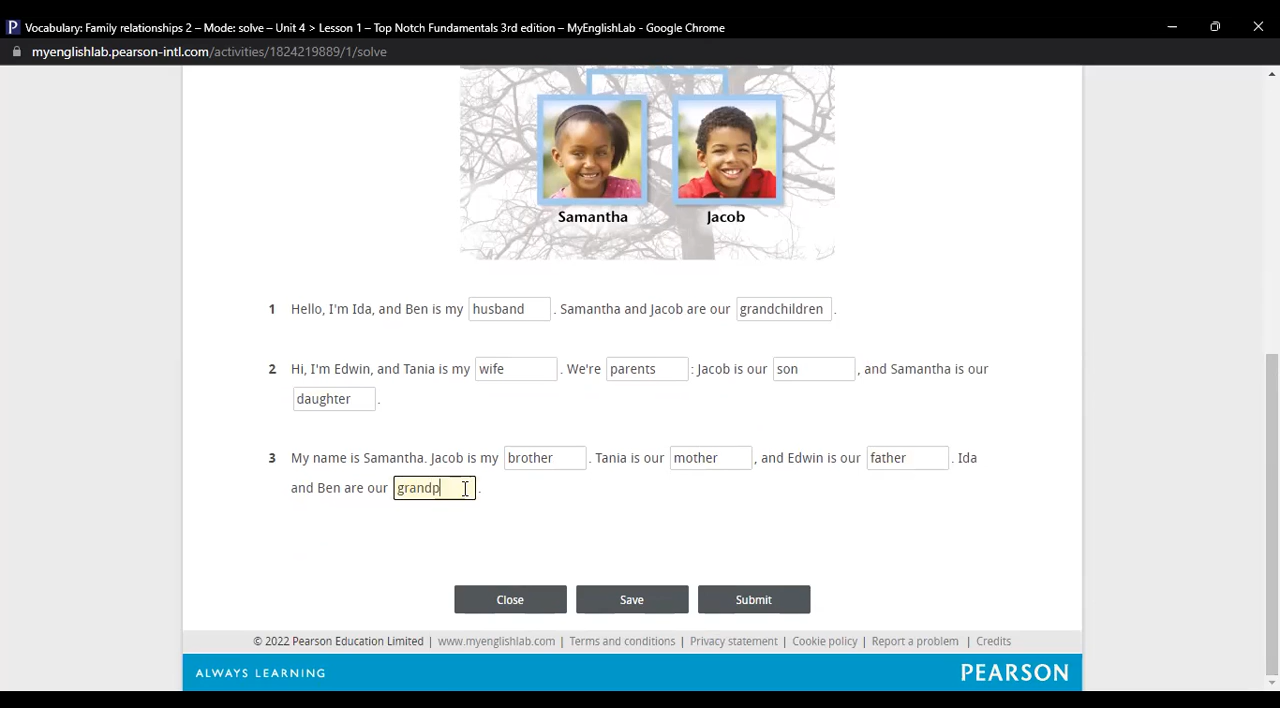 Vocabulary: Family relationships 2 – Mode: solve – Unit 4 > Lesson 1 – Top Notch Fundamentals 3rd edition – MyEnglishLab - Google Chrome
myenglishlab.pearson-intl.com/activities/1824219889/1/solve
Samantha Jacob
1 Hello, I'm Ida, and Ben is my husband . Samantha and Jacob are our grandchildren .
2 Hi, I'm Edwin, and Tania is my wife . We're parents : Jacob is our son , and Samantha is our
daughter .
3 My name is Samantha. Jacob is my brother . Tania is our mother , and Edwin is our father . Ida
and Ben are our grandp .
Close Save Submit
© 2022 Pearson Education Limited | www.myenglishlab.com | Terms and conditions | Privacy statement | Cookie policy | Report a problem | Credits
ALWAYS LEARNING PEARSON